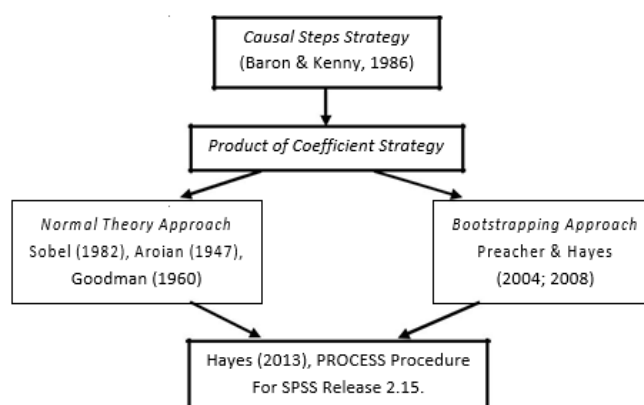 Causal Steps Strategy
(Baron & Kenny, 1986)
Product of Coefficient Strategy
Normal Theory Approach
Sobel (1982), Aroian (1947),
Goodman (1960)
Bootstrapping Approach
Preacher & Hayes
(2004; 2008)
Hayes (2013), PROCESS Procedure
For SPSS Release 2.15.